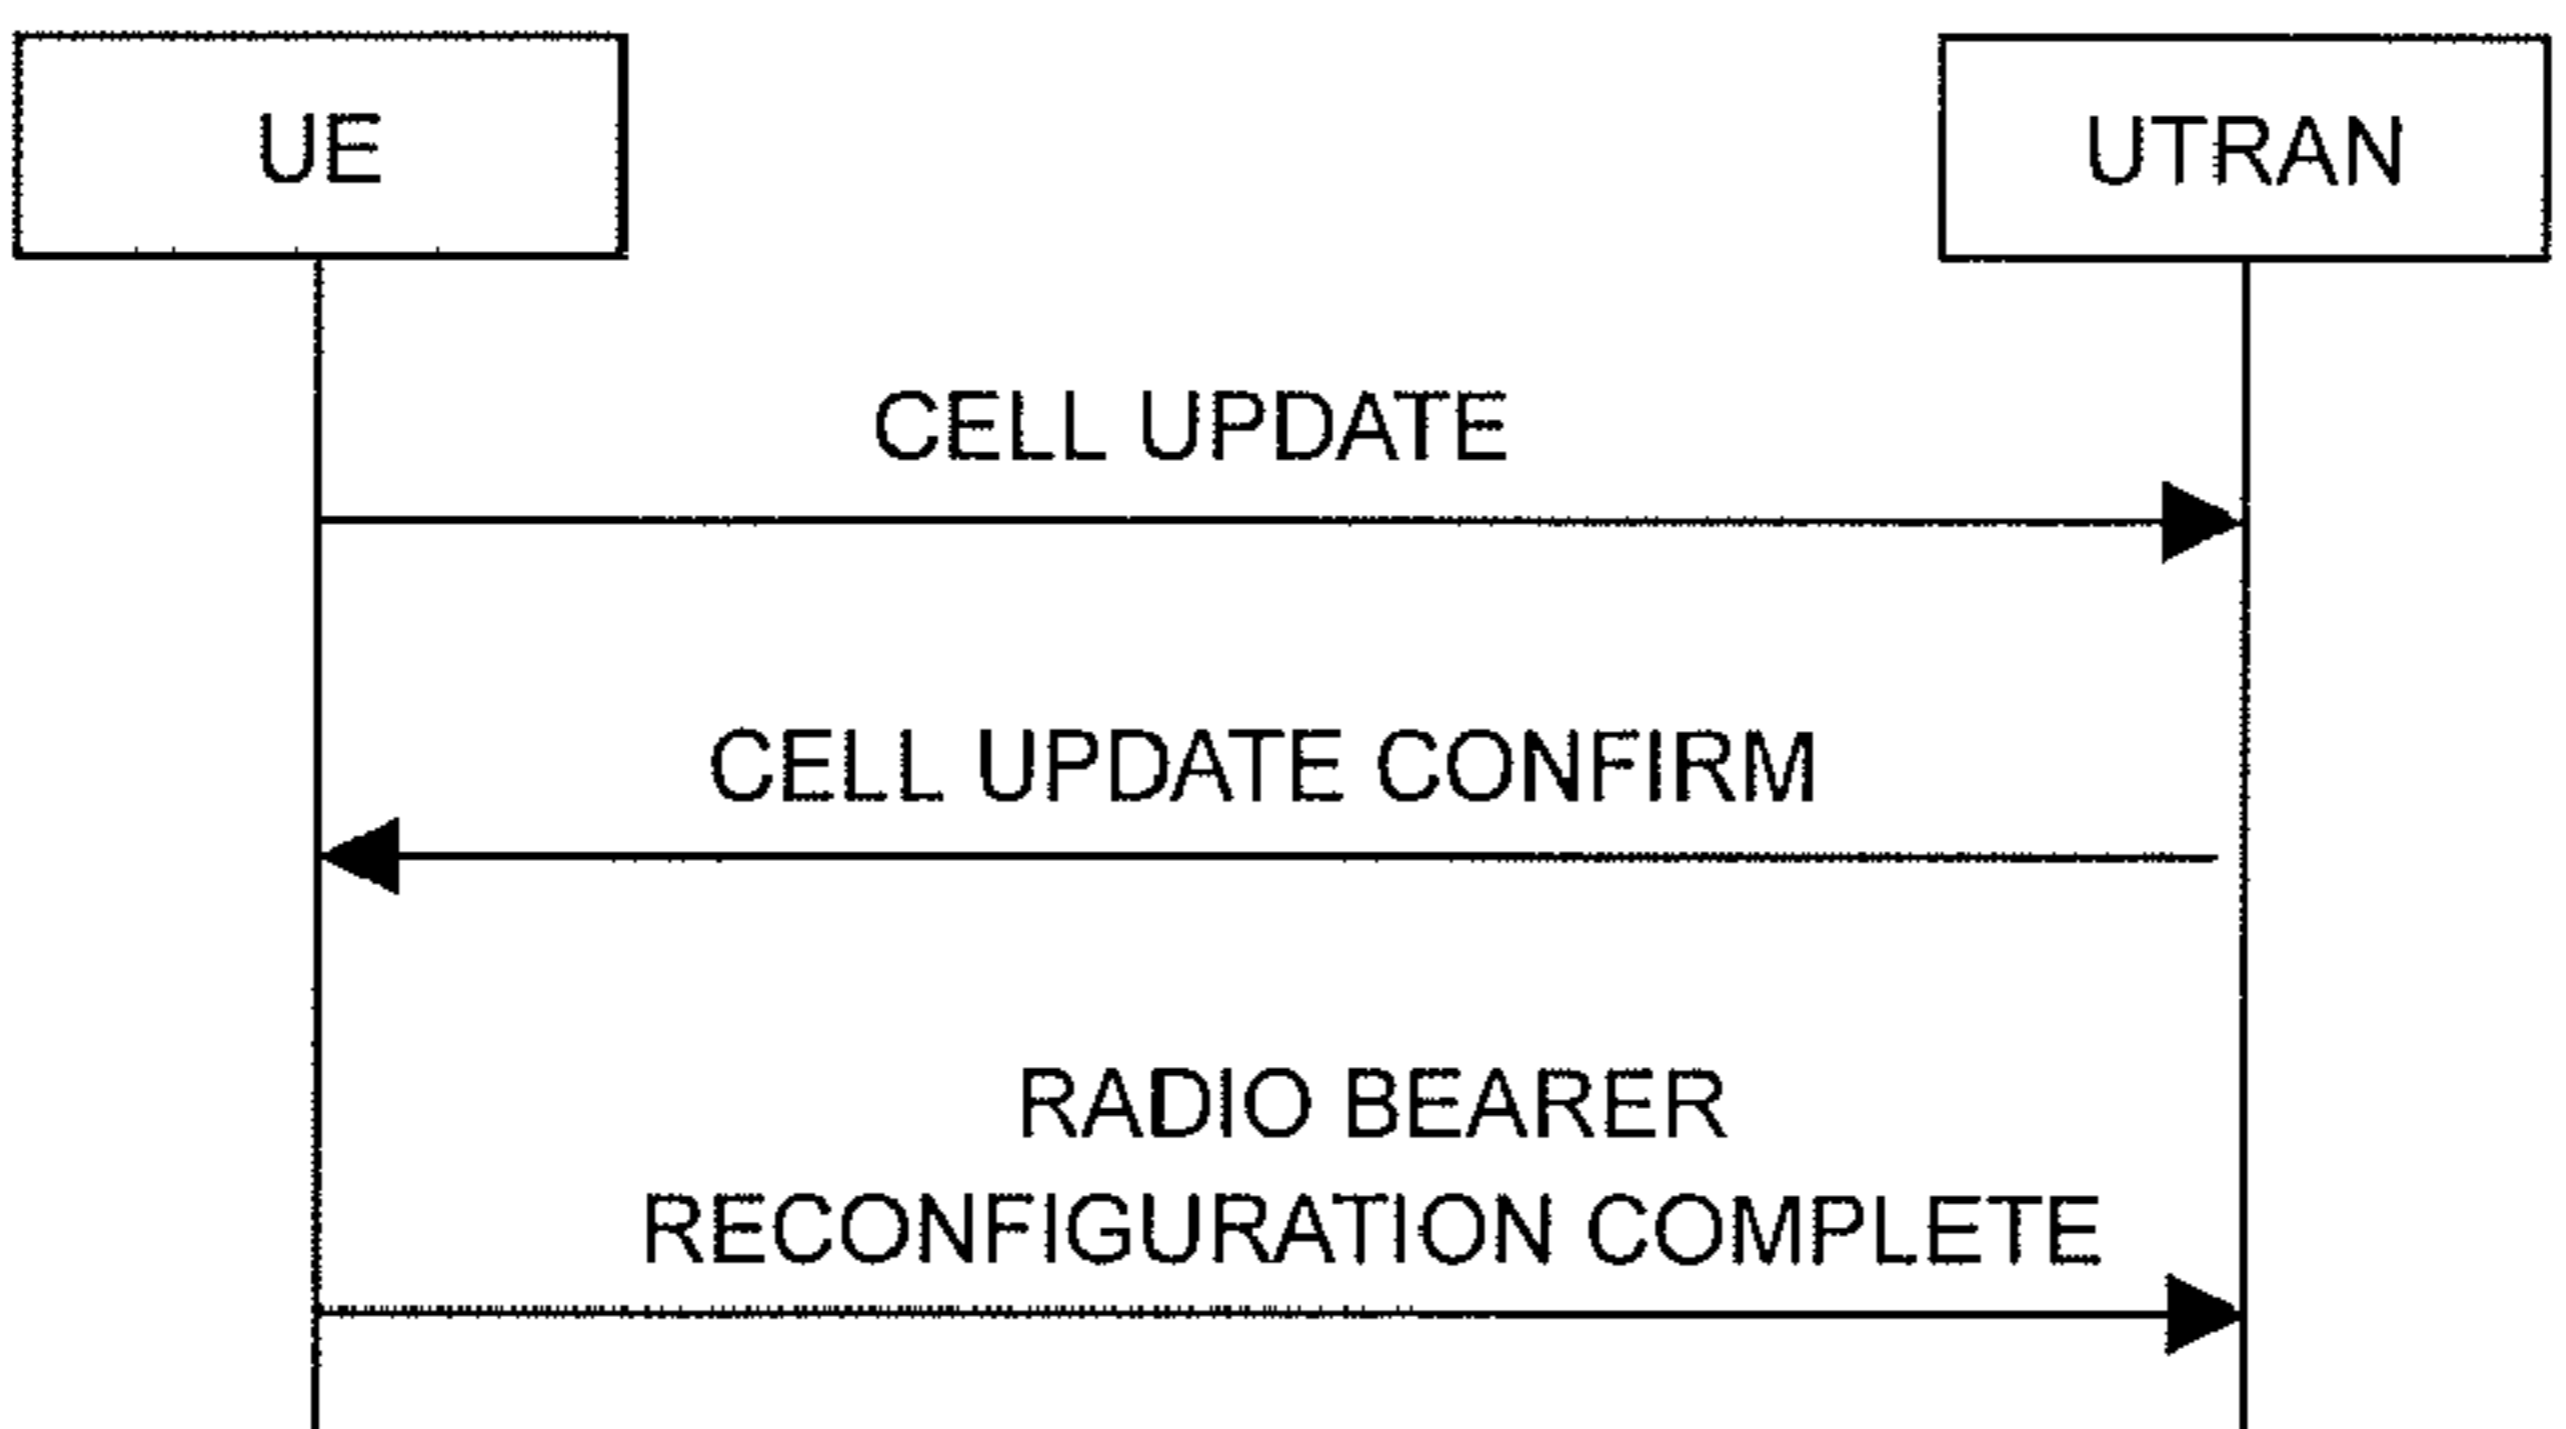 UE
UTRAN
CELL UPDATE
CELL UPDATE CONFIRM
RADIO BEARER
RECONFIGURATION COMPLETE